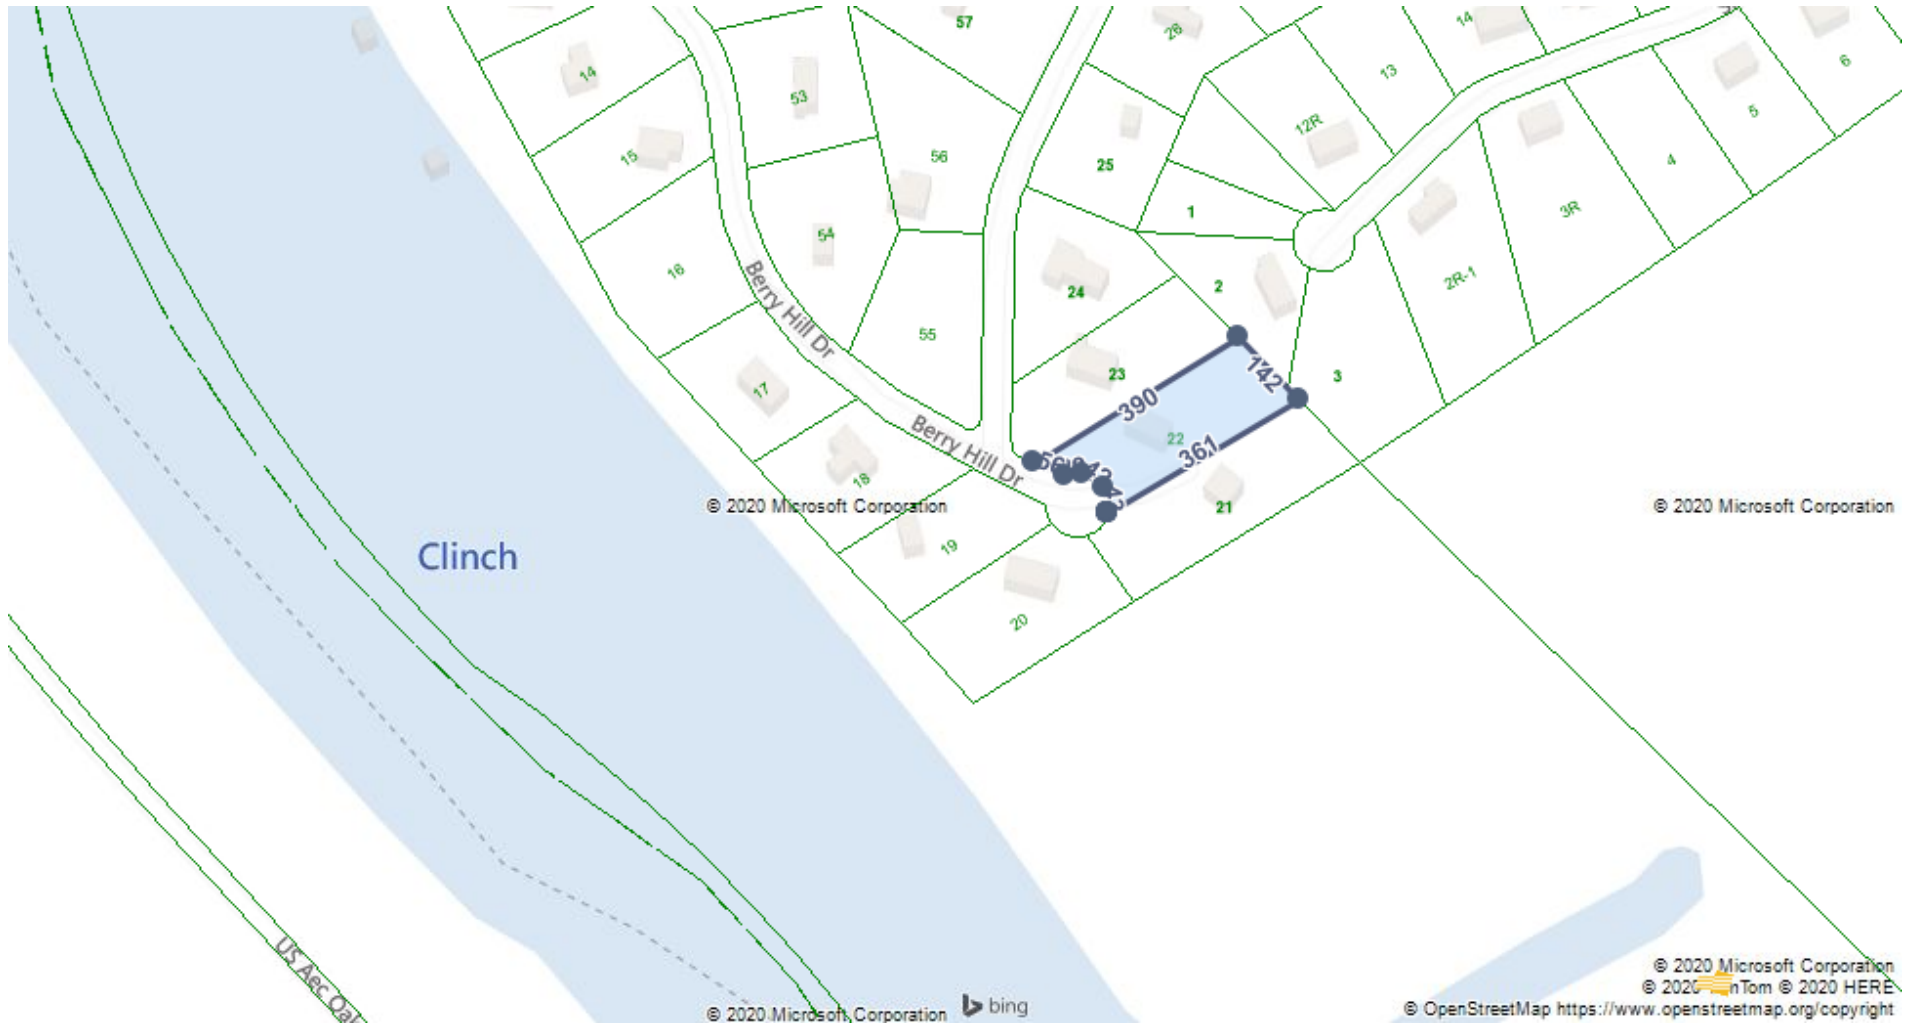 57
14
26
14
53
13
6
5
12R
15
56
25
4
1
3R
54
16
2
2R-1
24
Berry Hill Dr
55
3
23
142
17
390
22
361
Berry Hill Dr
18
21
© 2020 Microsoft Corporation
© 2020 Microsoft Corporation
19
Clinch
20
US Aec Oak
© 2020 Microsoft Corporation
© 2020 HERE
© OpenStreetMap https://www.openstreetmap.org/copyright
© 2020 Microsoft Corporation
bing